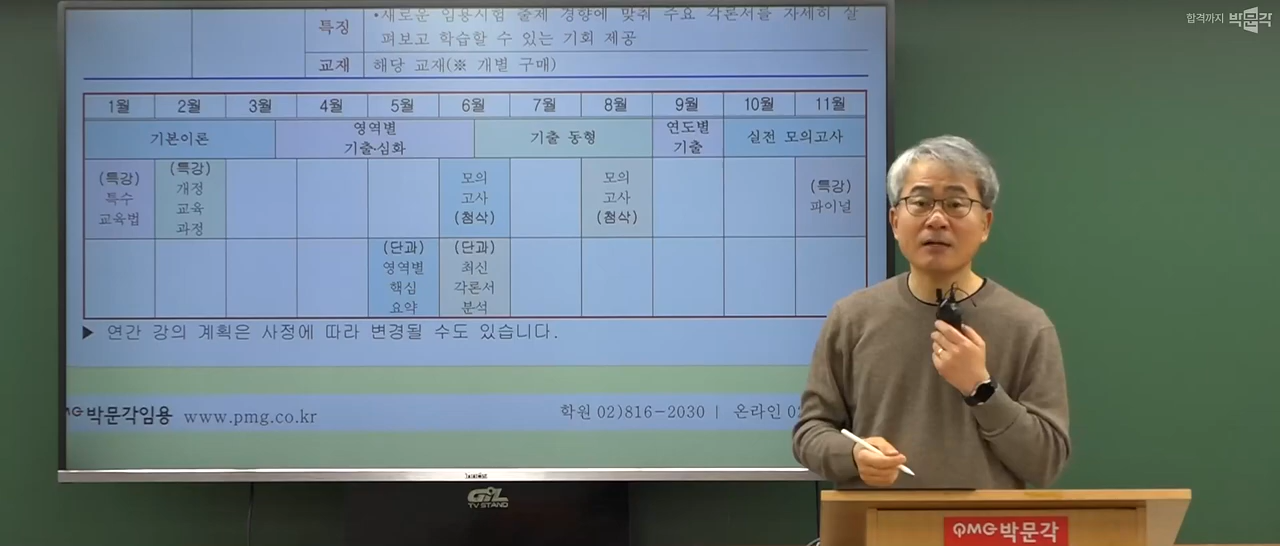 합격까지 박문각
특징
•새로운 임용시험 출제 경향에 맞춰 주요 각론서를 자세히 살
펴보고 학습할 수 있는 기회 제공
교재
해당 교재(※ 개별 구매)
1월 2월 3월 4월 5월 6월 7월 8월 9월 10월 11월
기본이론
영역별
기출·심화
기출 동형
연도별
기출
실전 모의고사
(특강)
특수
교육법
(특강)
개정
교육
과정
모의
고사
(첨삭)
모의
고사
(첨삭)
(특강)
파이널
(단과)
영역별
핵심
요약
(단과)
최신
각론서
분석
▶ 연간 강의 계획은 사정에 따라 변경될 수도 있습니다.
박문각임용 www.pmg.co.kr
학원 02)816-2030 | 온라인 02
TV STAND
PMG 박문각